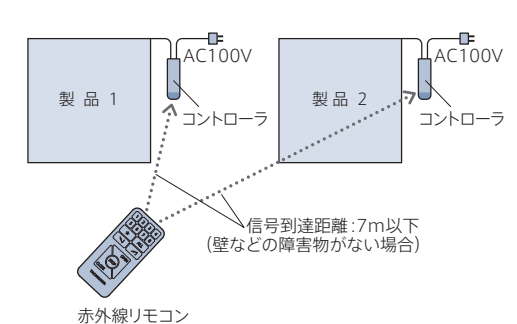 AC100V
AC100V
製品 1
製品 2
コントローラ
コントローラ
信号到達距離:7m以下
(壁などの障害物がない場合)
赤外線リモコン